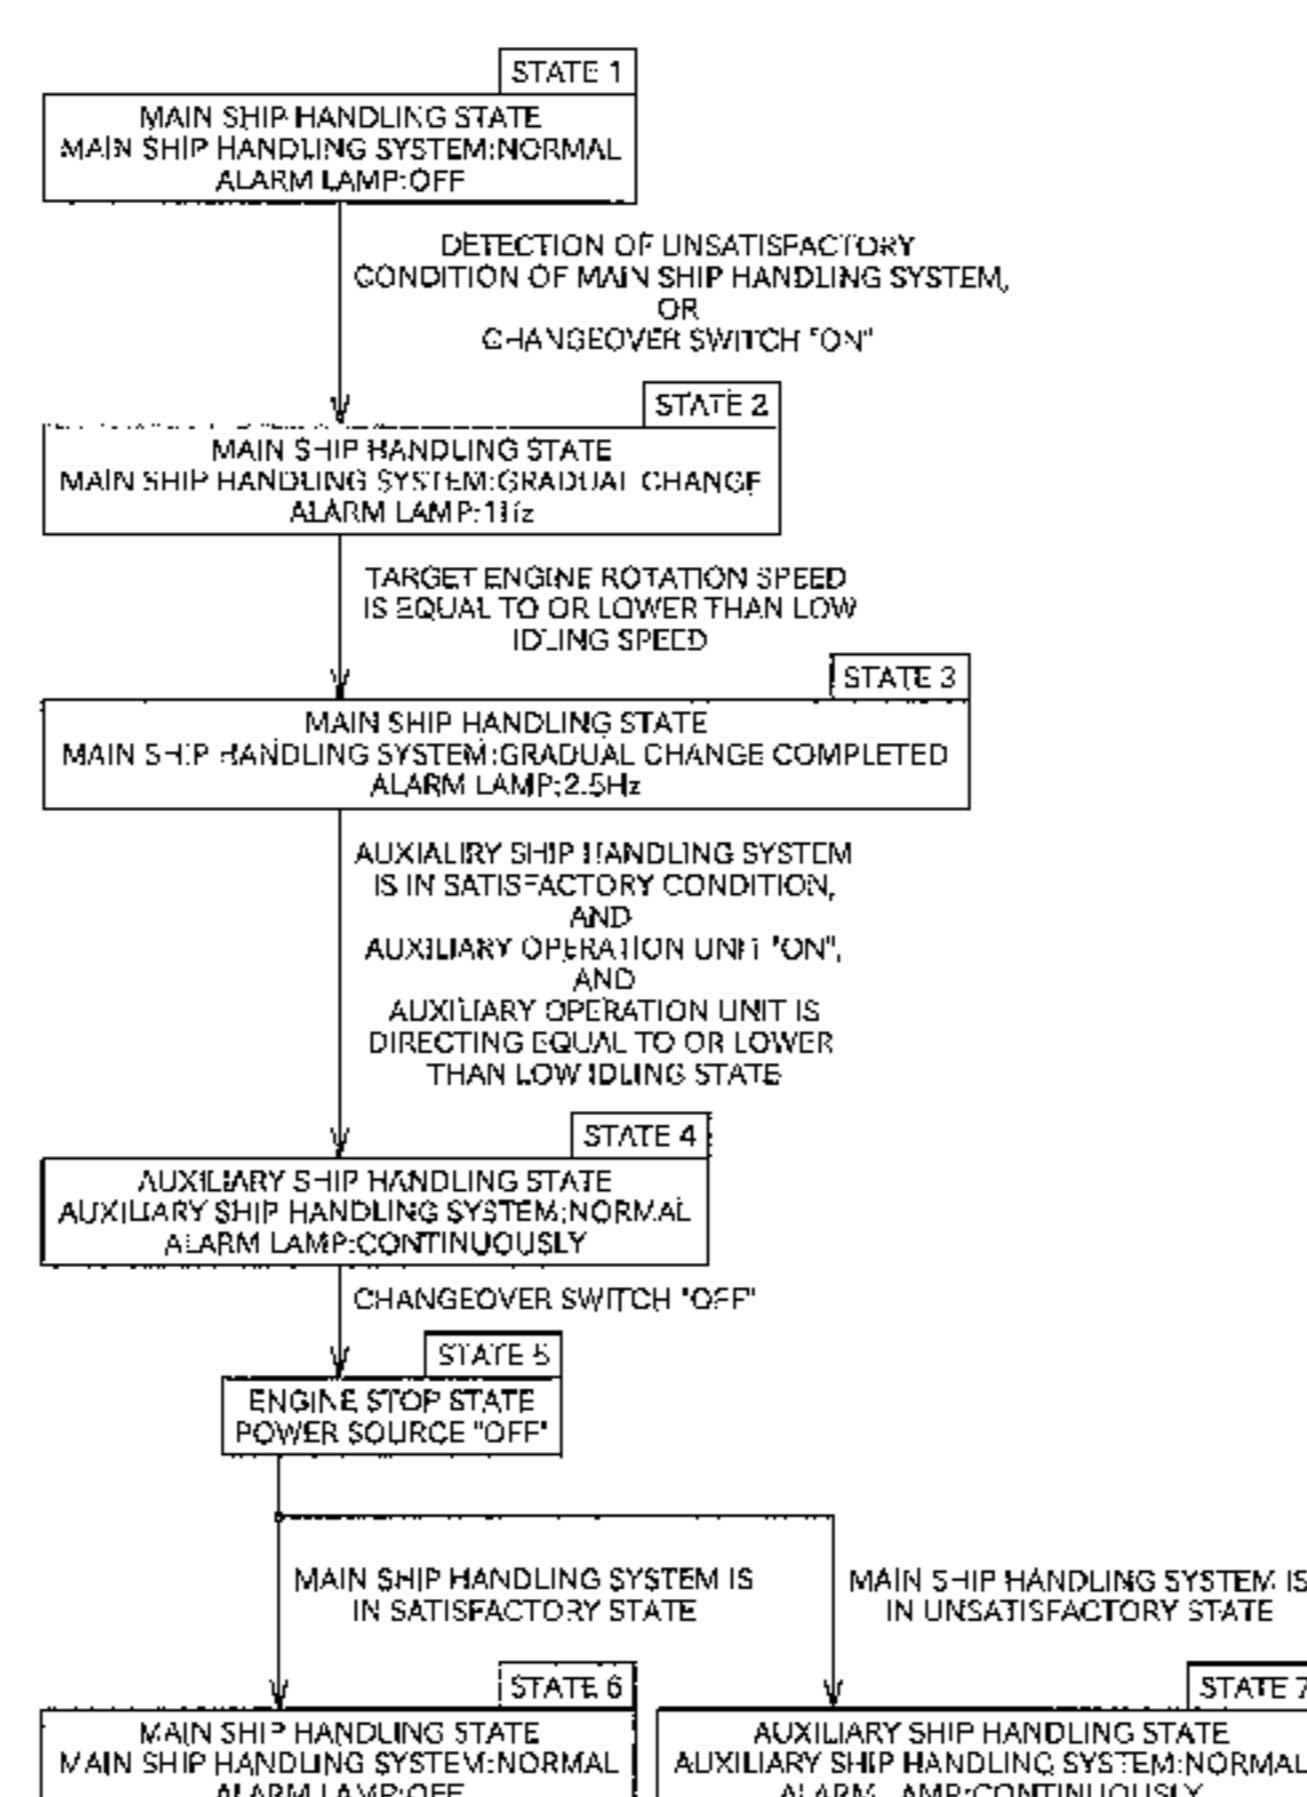 STATE 1
MAIN SHIP HANDLING STATE
MAIN SHIP HANDLING SYSTEM:NORMAL
ALARM LAMP:OFF
DETECTION OF UNSATISFACTORY
CONDITION OF MAIN SHIP HANDLING SYSTEM,
OR
CHANGEOVER SWITCH "ON"
STATE 2
MAIN SHIP HANDLING STATE
MAIN SHIP HANDLING SYSTEM:GRADUAL CHANGE
ALARM LAMP:1Hz
TARGET ENGINE ROTATION SPEED
IS EQUAL TO OR LOWER THAN LOW
IDLING SPEED
STATE 3
MAIN SHIP HANDLING STATE
MAIN SHIP HANDLING SYSTEM:GRADUAL CHANGE COMPLETED
ALARM LAMP:2.5Hz
AUXIALIRY SHIP HANDLING SYSTEM
IS IN SATISFACTORY CONDITION,
AND
AUXILIARY OPERATION UNIT "ON",
AND
AUXILIARY OPERATION UNIT IS
DIRECTING EQUAL TO OR LOWER
THAN LOW IDLING STATE
STATE 4
AUXILIARY SHIP HANDLING STATE
AUXILIARY SHIP HANDLING SYSTEM:NORMAL
ALARM LAMP:CONTINUOUSLY
CHANGEOVER SWITCH "OFF"
STATE 5
ENGINE STOP STATE
POWER SOURCE "OFF"
MAIN SHIP HANDLING SYSTEM IS
IN SATISFACTORY STATE
MAIN SHIP HANDLING SYSTEM IS
IN UNSATISFACTORY STATE
STATE 6
MAIN SHIP HANDLING STATE
MAIN SHIP HANDLING SYSTEM:NORMAL
ALARM LAMP:OFF
STATE 7
AUXILIARY SHIP HANDLING STATE
AUXILIARY SHIP HANDLING SYSTEM:NORMAL
ALARM LAMP:CONTINUOUSLY